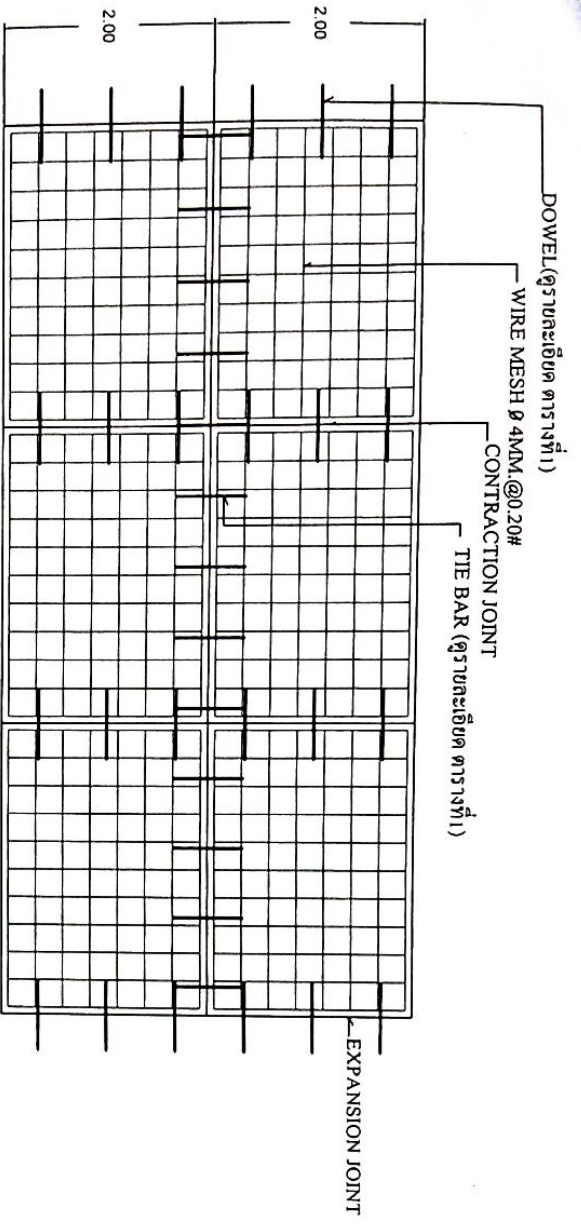 DOWEL(ดูรายละเอียด ตารางที่1)
WIRE MESH Ø 4MM.@0.20#
CONTRACTION JOINT
TIE BAR (ดูรายละเอียด ตารางที่1)
EXPANSION JOINT
2.00
2.00